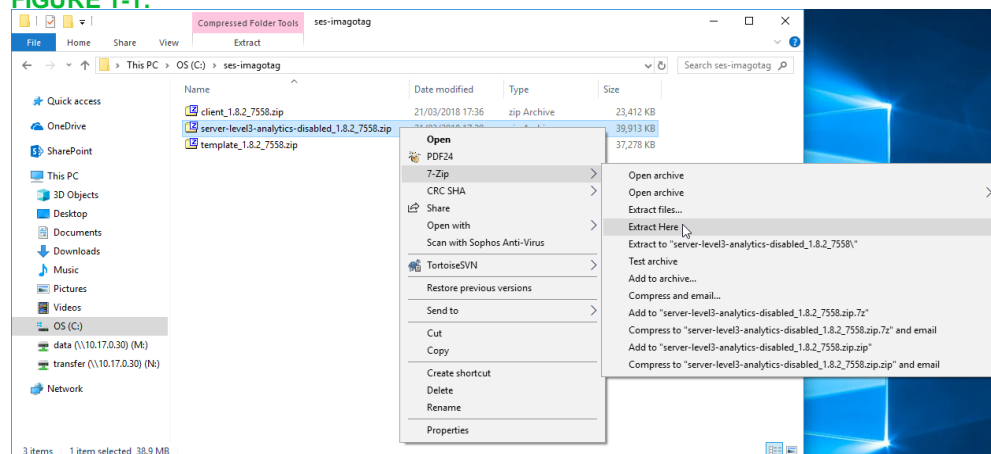 FIGURE 1-1.
Compressed Folder Tools ses-imagotag
File Home Share View Extract
This PC > OS (C:) > ses-imagotag Search ses-imagotag
Name Date modified Type Size
Quick access
OneDrive
SharePoint
This PC
3D Objects
Desktop
Documents
Downloads
Music
Pictures
Videos
OS (C:)
data (\\10.17.0.30) (M:)
transfer (\\10.17.0.30) (N:)
Network
client_1.8.2_7558.zip 21/03/2018 17:36 zip Archive 23,412 KB
server-level3-analytics-disabled_1.8.2_7558.zip 39,913 KB
template_1.8.2_7558.zip 37,278 KB
Open
PDF24
7-Zip
CRC SHA
Share
Open with
Scan with Sophos Anti-Virus
TortoiseSVN
Restore previous versions
Send to
Cut
Copy
Create shortcut
Delete
Rename
Properties
Open archive
Open archive
Extract files...
Extract Here
Extract to "server-level3-analytics-disabled_1.8.2_7558\"
Test archive
Add to archive...
Compress and email...
Add to "server-level3-analytics-disabled_1.8.2_7558.zip.7z"
Compress to "server-level3-analytics-disabled_1.8.2_7558.zip.7z" and email
Add to "server-level3-analytics-disabled_1.8.2_7558.zip.zip"
Compress to "server-level3-analytics-disabled_1.8.2_7558.zip.zip" and email
3 items 1 item selected 38.9 MB